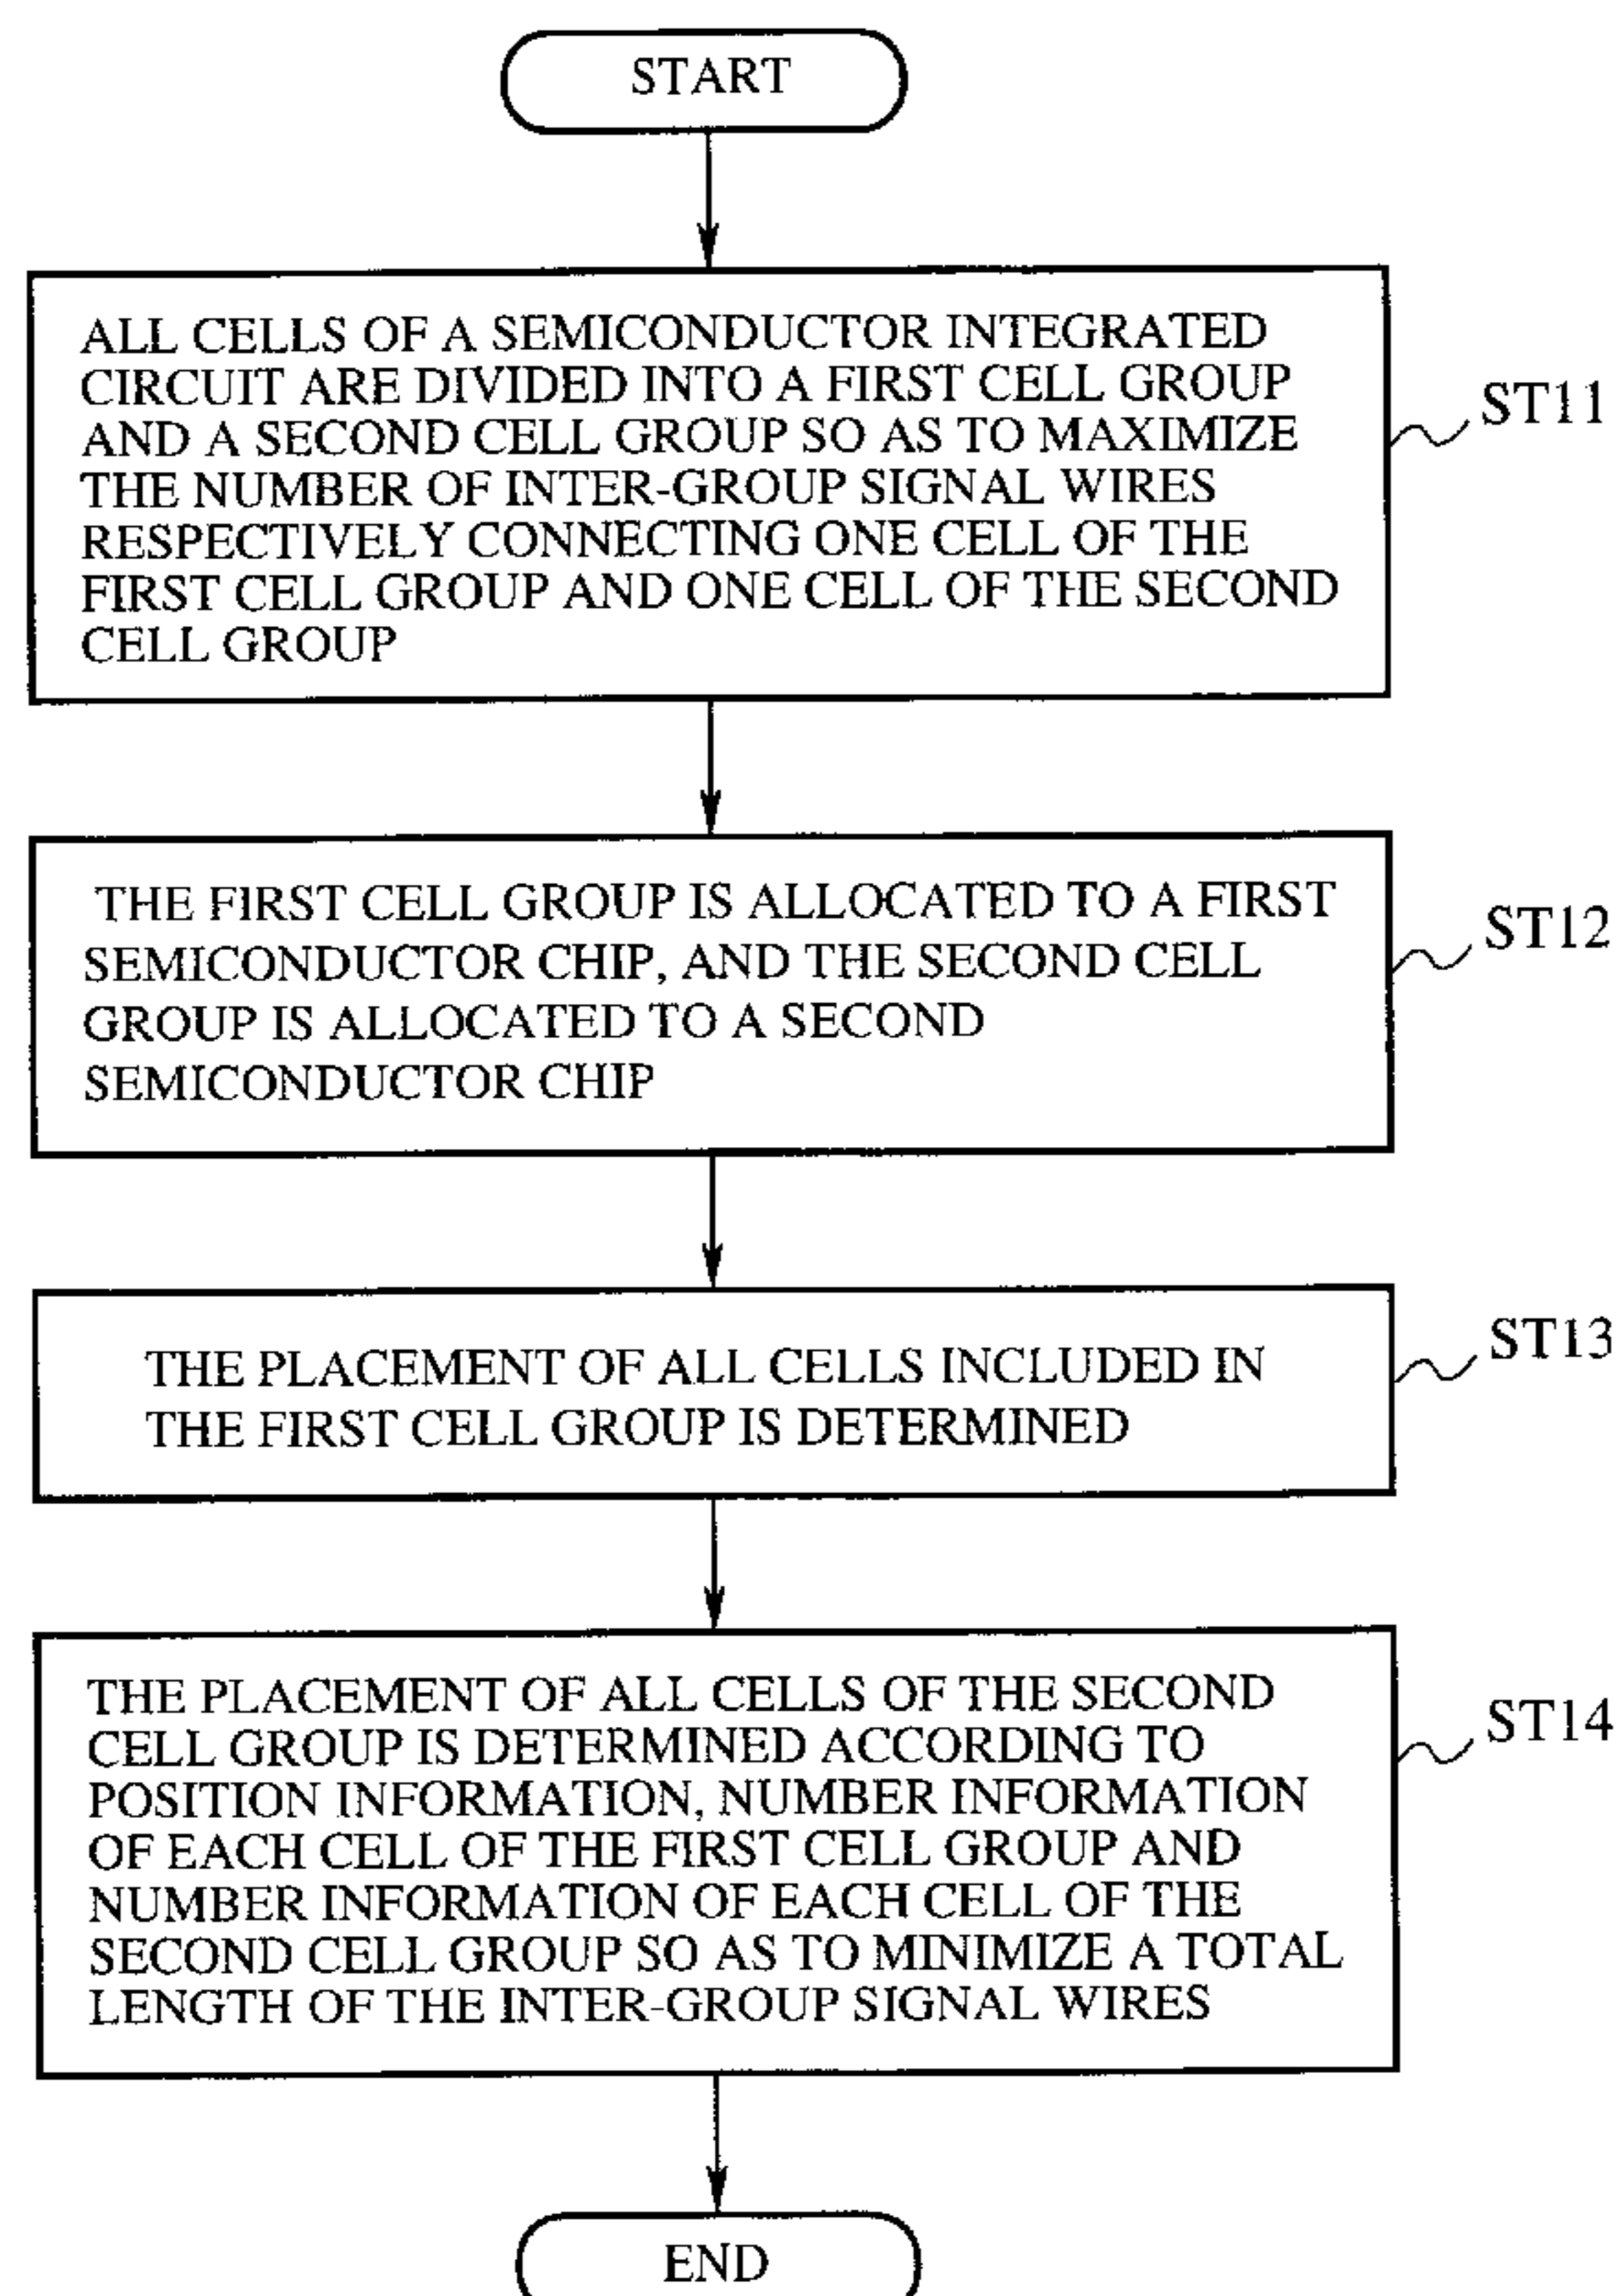 START
ALL CELLS OF A SEMICONDUCTOR INTEGRATED
CIRCUIT ARE DIVIDED INTO A FIRST CELL GROUP
AND A SECOND CELL GROUP SO AS TO MAXIMIZE
THE NUMBER OF INTER-GROUP SIGNAL WIRES
RESPECTIVELY CONNECTING ONE CELL OF THE
FIRST CELL GROUP AND ONE CELL OF THE SECOND
CELL GROUP
ST11
THE FIRST CELL GROUP IS ALLOCATED TO A FIRST
SEMICONDUCTOR CHIP, AND THE SECOND CELL
GROUP IS ALLOCATED TO A SECOND
SEMICONDUCTOR CHIP
ST12
THE PLACEMENT OF ALL CELLS INCLUDED IN
THE FIRST CELL GROUP IS DETERMINED
ST13
THE PLACEMENT OF ALL CELLS OF THE SECOND
CELL GROUP IS DETERMINED ACCORDING TO
POSITION INFORMATION, NUMBER INFORMATION
OF EACH CELL OF THE FIRST CELL GROUP AND
NUMBER INFORMATION OF EACH CELL OF THE
SECOND CELL GROUP SO AS TO MINIMIZE A TOTAL
LENGTH OF THE INTER-GROUP SIGNAL WIRES
ST14
END